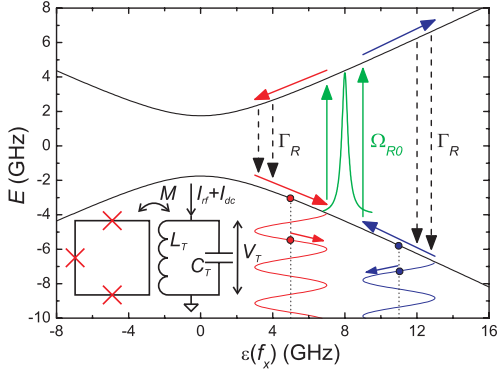 8
6
4
2
0
-2
-4
-6
-8
-10
E (GHz)
Γ_R
Ω_R0
Γ_R
M
I_rf+I_dc
L_T
C_T
V_T
-8 -4 0 4 8 12 16
ε(f_x) (GHz)